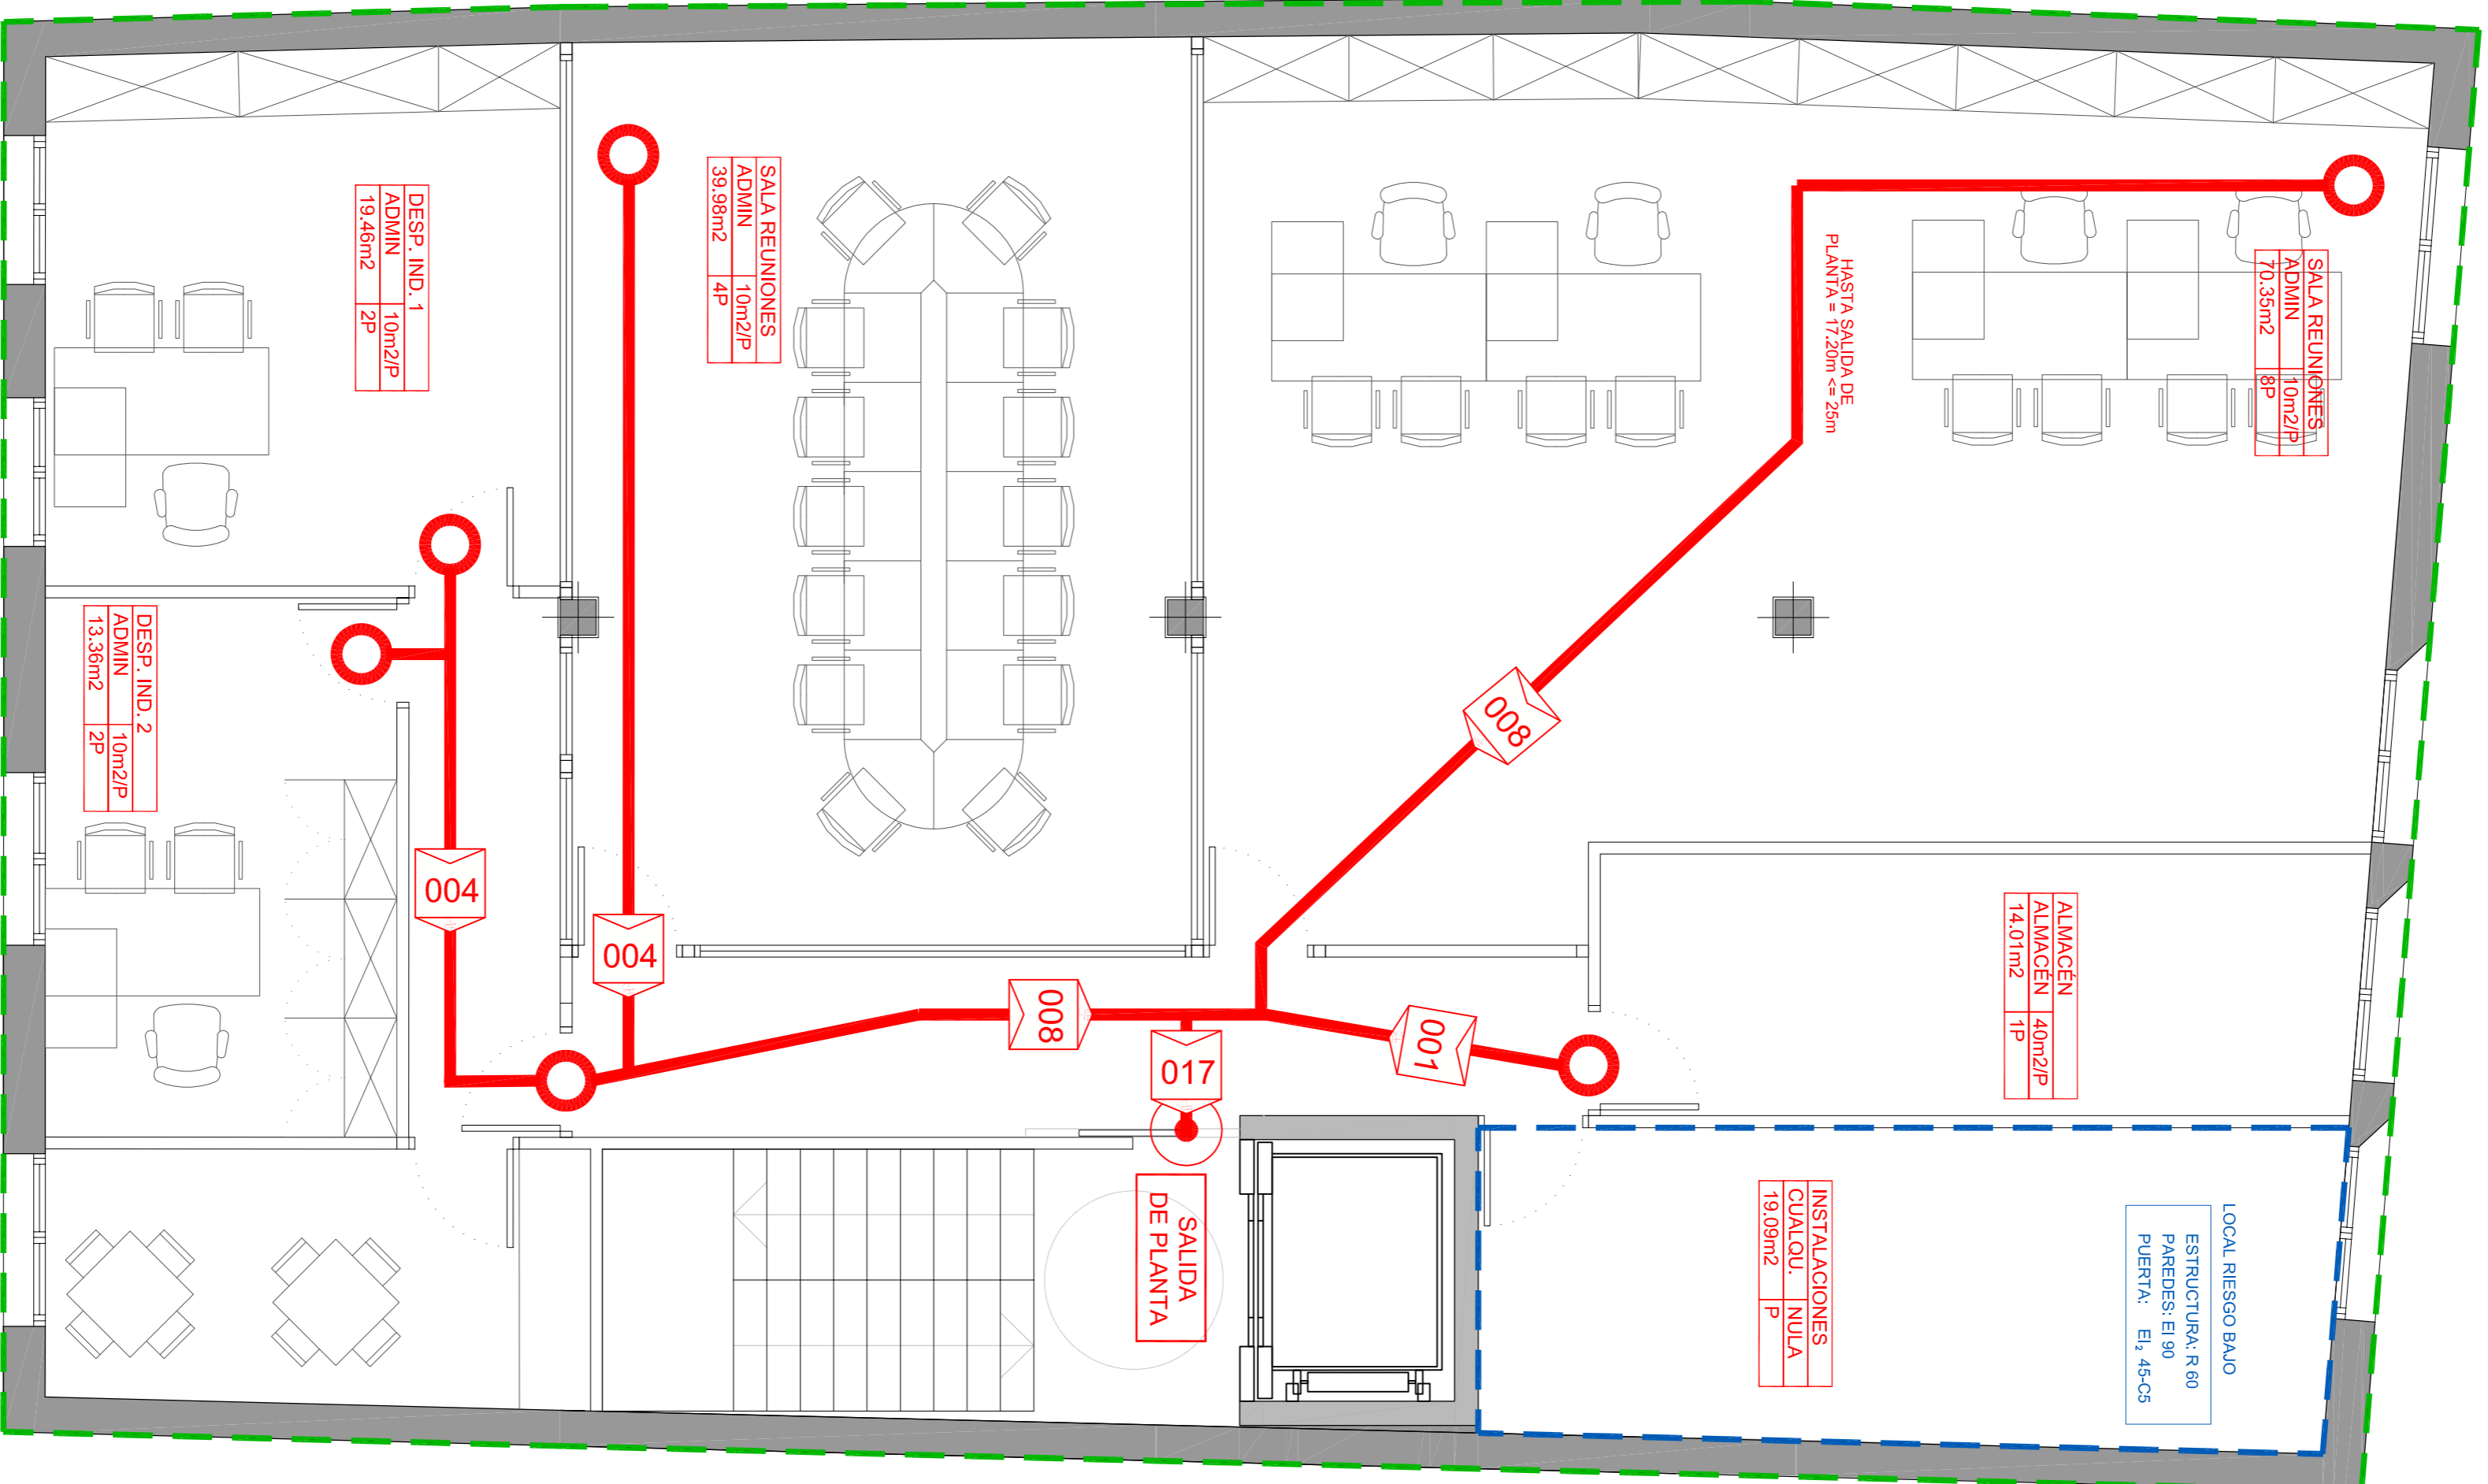 DESP. IND. 1
ADMIN 10m2/P
19.46m2 2P
SALA REUNIONES
ADMIN 10m2/P
39.98m2 4P
HASTA SALIDA DE
PLANTA = 17.20m <= 25m
SALA REUNIONES
ADMIN 10m2/P
70.35m2 8P
DESP. IND. 2
ADMIN 10m2/P
13.36m2 2P
008
004
004
008
001
017
ALMACÉN
ALMACÉN 40m2/P
14.01m2 1P
SALIDA
DE PLANTA
INSTALACIONES
CUALQU. NULA
19.09m2 P
LOCAL RIESGO BAJO
ESTRUCTURA: R 60
PAREDES: EI 90
PUERTA: EI₂ 45-C5